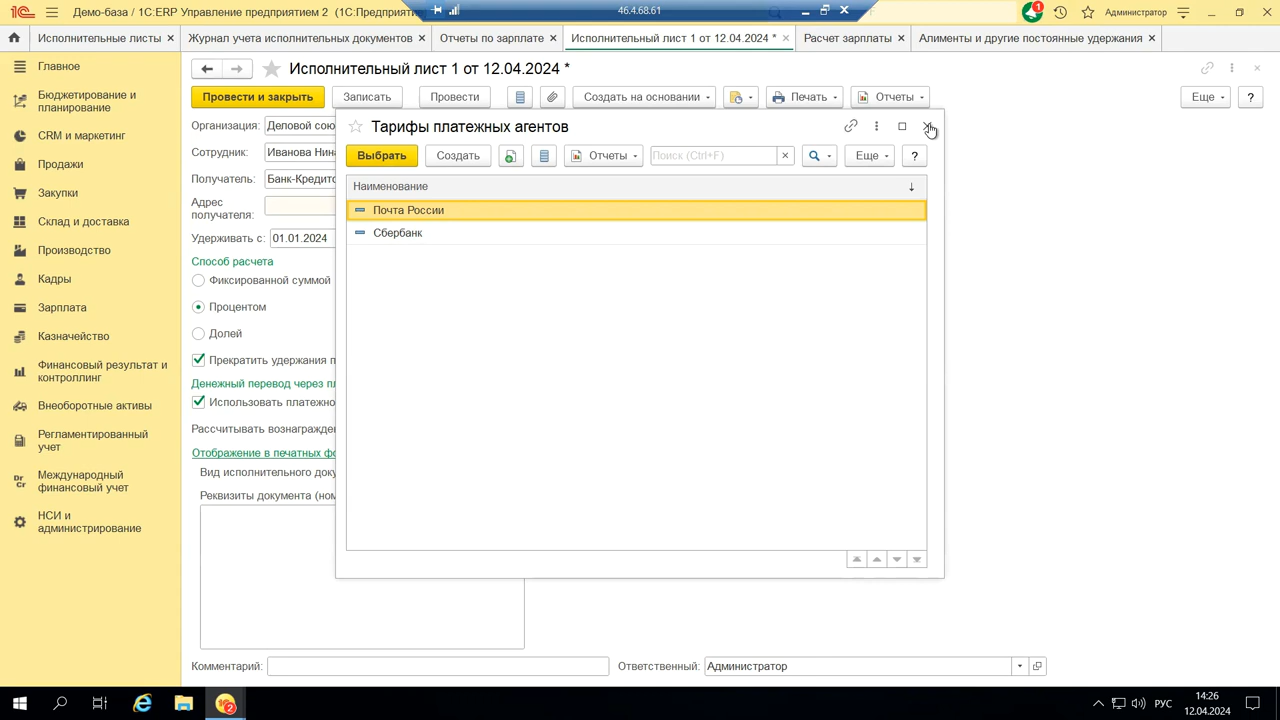 Демо-база / 1С:ERP Управление предприятием 2 (1С:Предприятие
46.4.68.61
1
Администратор
Исполнительные листы
Журнал учета исполнительных документов
Отчеты по зарплате
Исполнительный лист 1 от 12.04.2024 *
Расчет зарплаты
Алименты и другие постоянные удержания
Главное
Бюджетирование и
планирование
CRM и маркетинг
Продажи
Закупки
Склад и доставка
Производство
Кадры
Зарплата
Казначейство
Финансовый результат и
контроллинг
Внеоборотные активы
Регламентированный
учет
Международный
финансовый учет
НСИ и
администрирование
Исполнительный лист 1 от 12.04.2024 *
Провести и закрыть
Записать
Провести
Создать на основании
Печать
Отчеты
Еще
?
Организация:
Деловой сою
Сотрудник:
Иванова Нин
Получатель:
Банк-Кредито
Адрес
получателя:
Удерживать с:
01.01.2024
Способ расчета
Фиксированной суммой
Процентом
Долей
Прекратить удержания п
Денежный перевод через пл
Использовать платежно
Рассчитывать вознагражден
Отображение в печатных фо
Вид исполнительного доку
Реквизиты документа (ном
Комментарий:
Ответственный:
Администратор
Тарифы платежных агентов
Выбрать
Создать
Отчеты
Поиск (Ctrl+F)
Еще
?
Наименование
Почта России
Сбербанк
2
РУС
14:26
12.04.2024